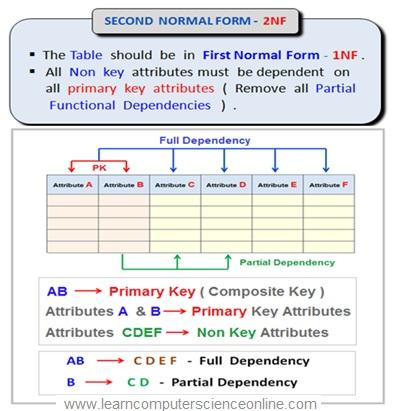 SECOND NORMAL FORM - 2NF
▪ The Table should be in First Normal Form - 1NF .
▪ All Non key attributes must be dependent on
all primary key attributes ( Remove all Partial
Functional Dependencies ) .
Full Dependency
PK
Attribute A Attribute B Attribute C Attribute D Attribute E Attribute F
Partial Dependency
AB → Primary Key ( Composite Key )
Attributes A & B → Primary Key Attributes
Attributes CDEF → Non Key Attributes
AB → C D E F - Full Dependency
B → C D - Partial Dependency
www.learncomputerscienceonline.com